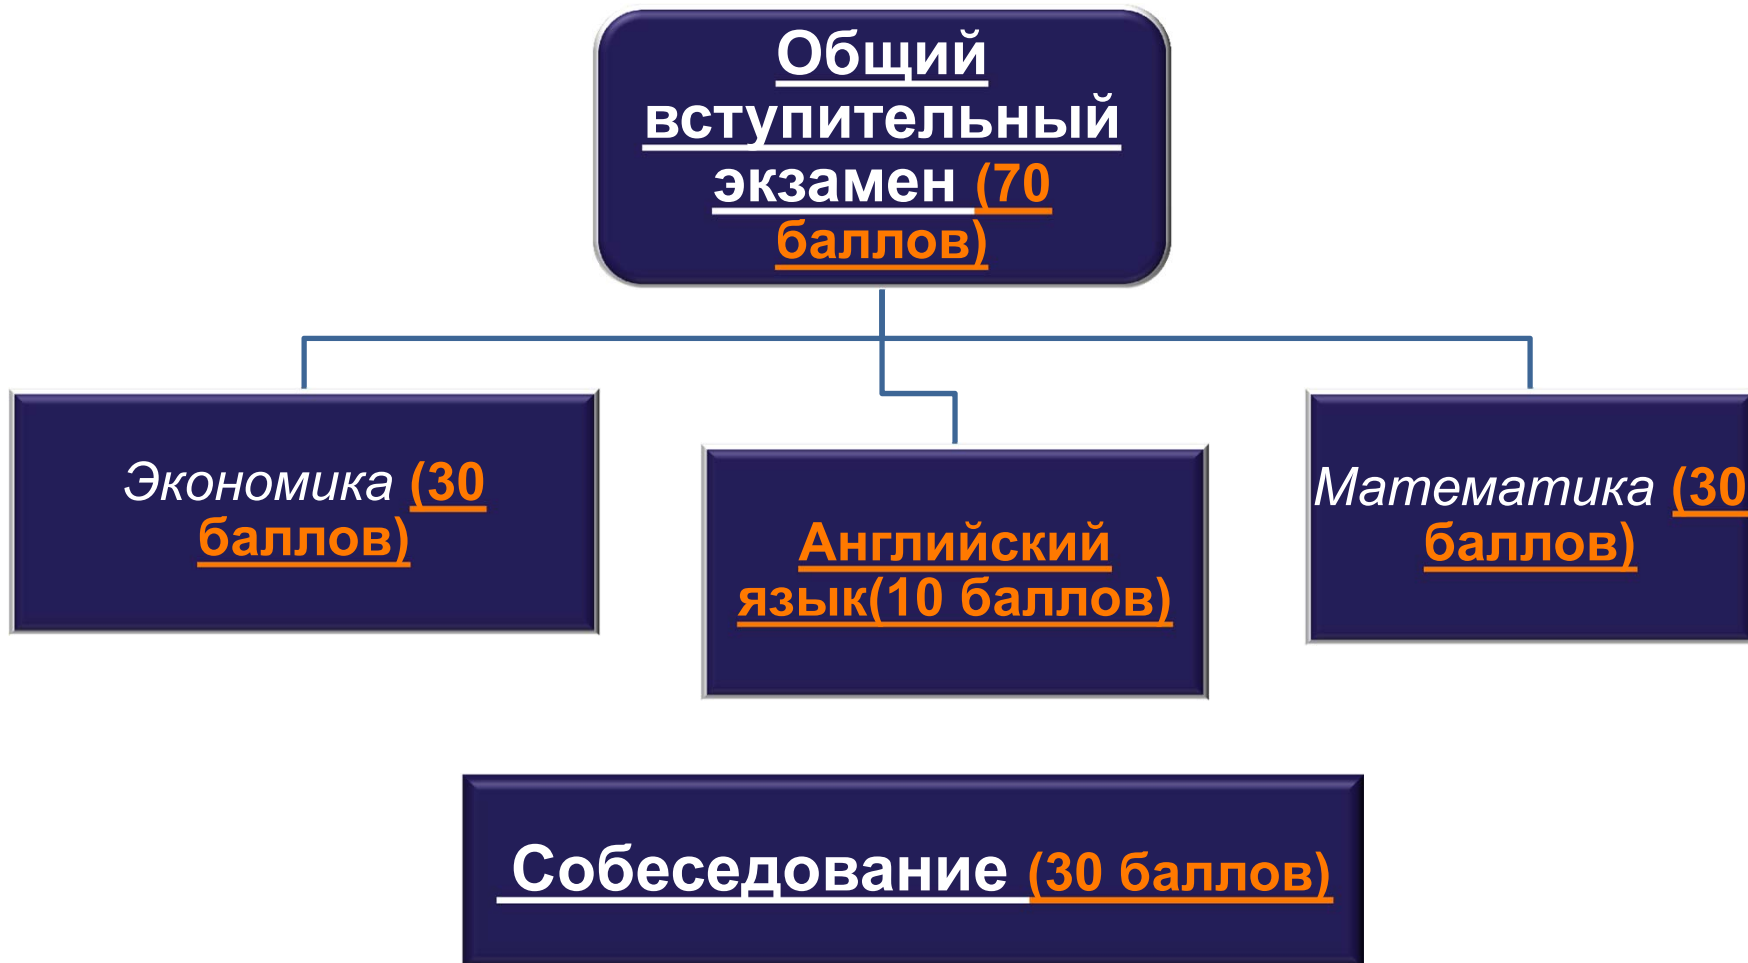 Общий
вступительный
экзамен (70
баллов)
Экономика (30
баллов)
Английский
язык(10 баллов)
Математика (30
баллов)
Собеседование (30 баллов)